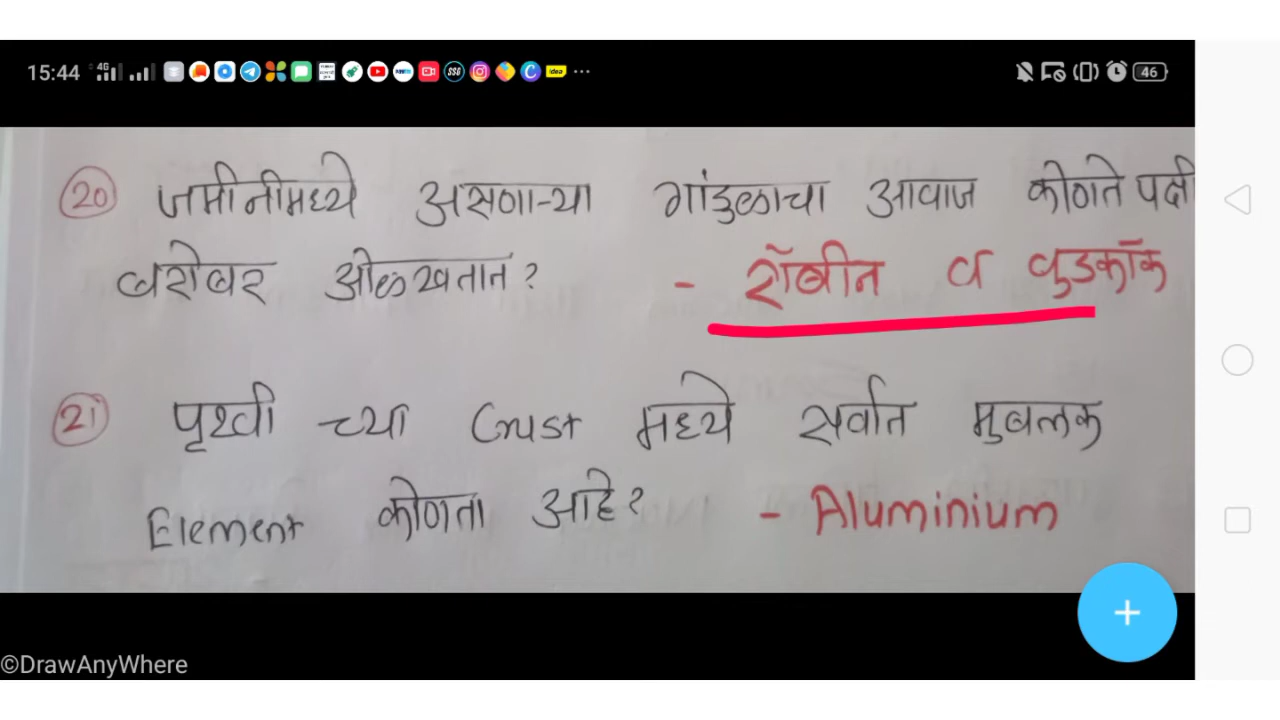 15:44 4G 46
20 जमीनीमध्ये असणाऱ्या गांडुळाचा आवाज कोणते पक्षी
बरोबर ओळखतात?
- रॉबीन व वुडकॉक
21 पृथ्वी च्या Crust मध्ये सर्वात मुबलक
Element कोणता आहे?
- Aluminium
©DrawAnyWhere